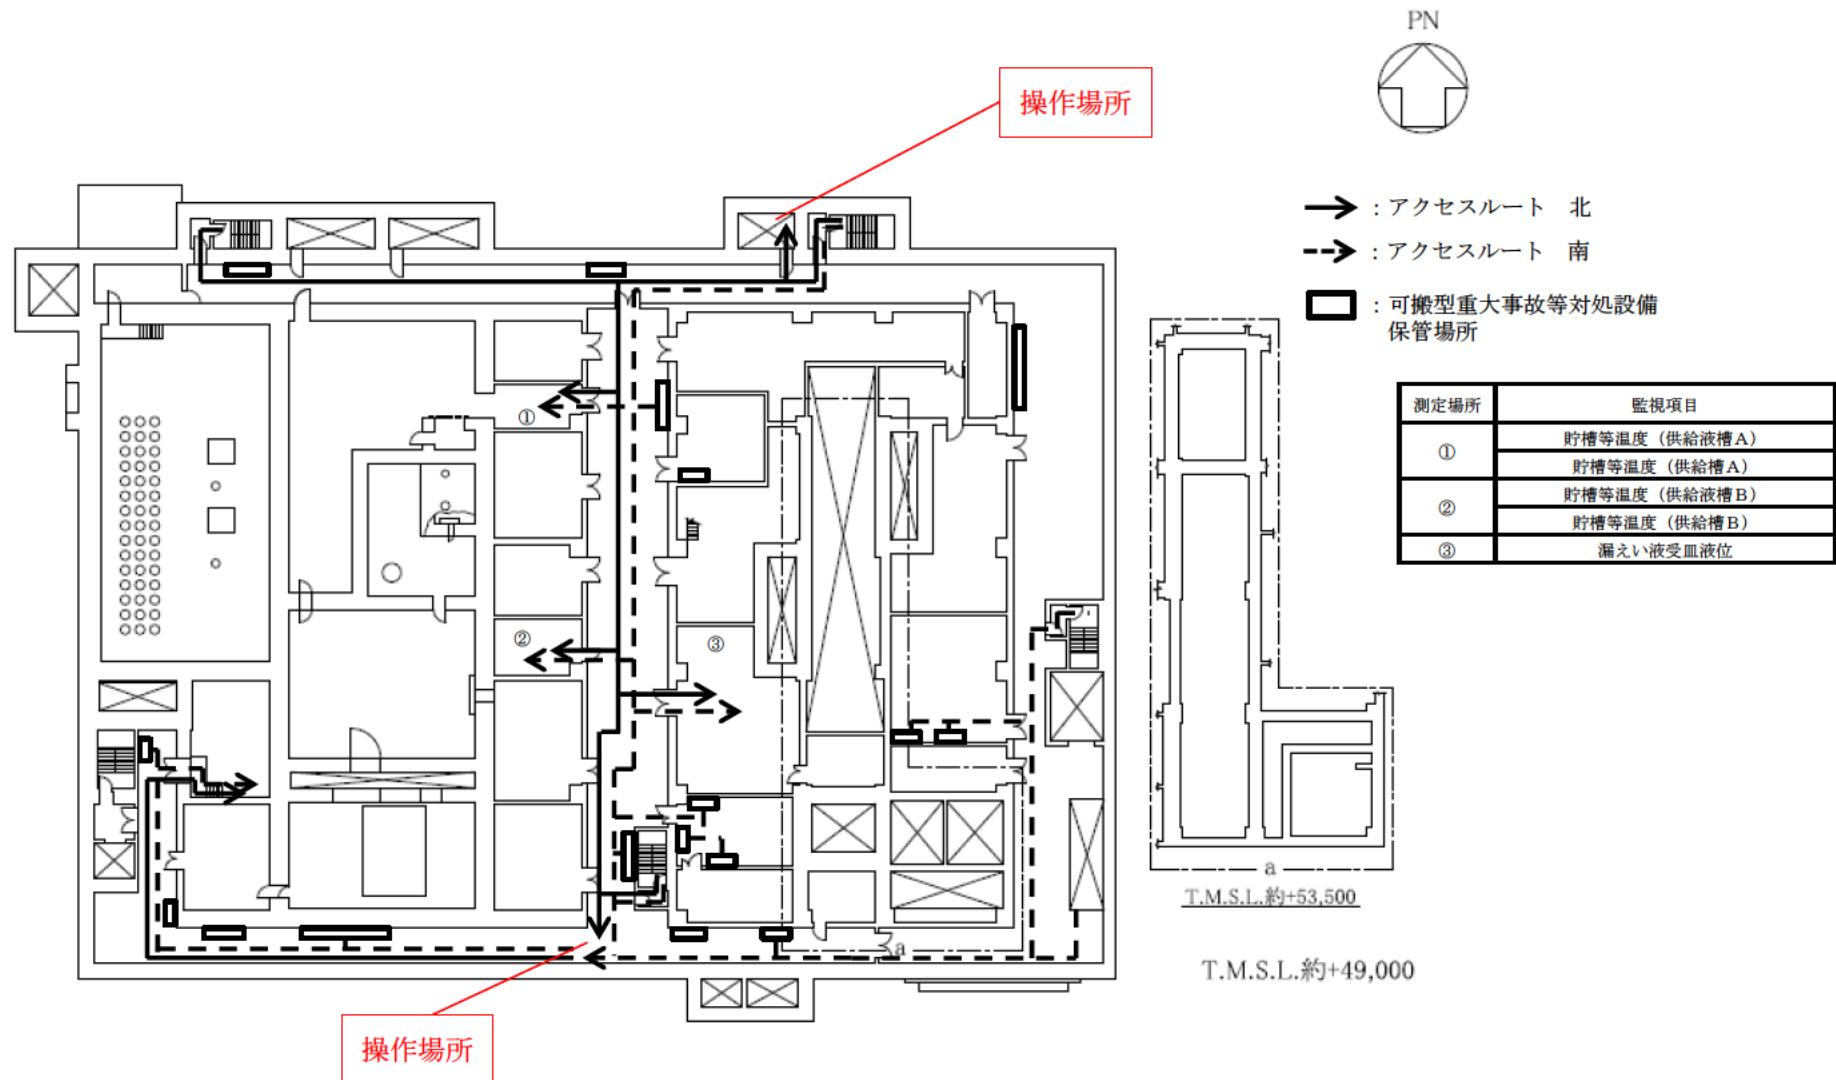 PN
操作場所
：アクセスルート　北
：アクセスルート　南
：可搬型重大事故等対処設備
保管場所
測定場所　監視項目
①　貯槽等温度（供給液槽A）
貯槽等温度（供給槽A）
②　貯槽等温度（供給液槽B）
貯槽等温度（供給槽B）
③　漏えい液受皿液位
①
②
③
a
a
T.M.S.L.約+53,500
T.M.S.L.約+49,000
操作場所